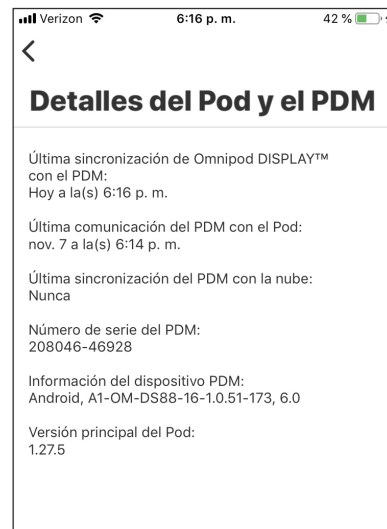 Verizon 6:16 p. m. 42 %
Detalles del Pod y el PDM
Última sincronización de Omnipod DISPLAY™
con el PDM:
Hoy a la(s) 6:16 p. m.
Última comunicación del PDM con el Pod:
nov. 7 a la(s) 6:14 p. m.
Última sincronización del PDM con la nube:
Nunca
Número de serie del PDM:
208046-46928
Información del dispositivo PDM:
Android, A1-OM-DS88-16-1.0.51-173, 6.0
Versión principal del Pod:
1.27.5